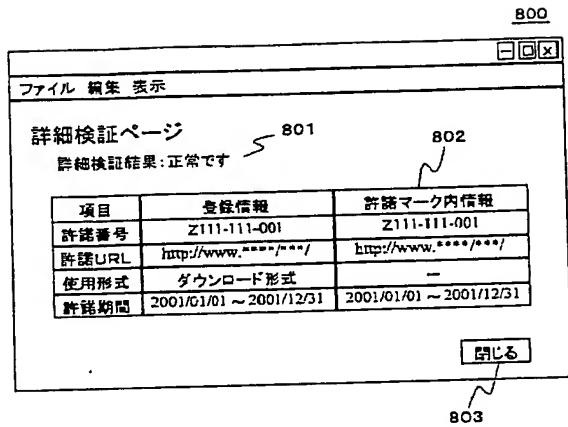 800
ファイル 編集 表示
詳細検証ページ
801
詳細検証結果:正常です
802
項目 登録情報 許諾マーク内情報
許諾番号 Z111-111-001 Z111-111-001
許諾URL http://www.****/***/ http://www.****/***/
使用形式 ダウンロード形式 ー
許諾期間 2001/01/01 ~ 2001/12/31 2001/01/01 ~ 2001/12/31
閉じる
803